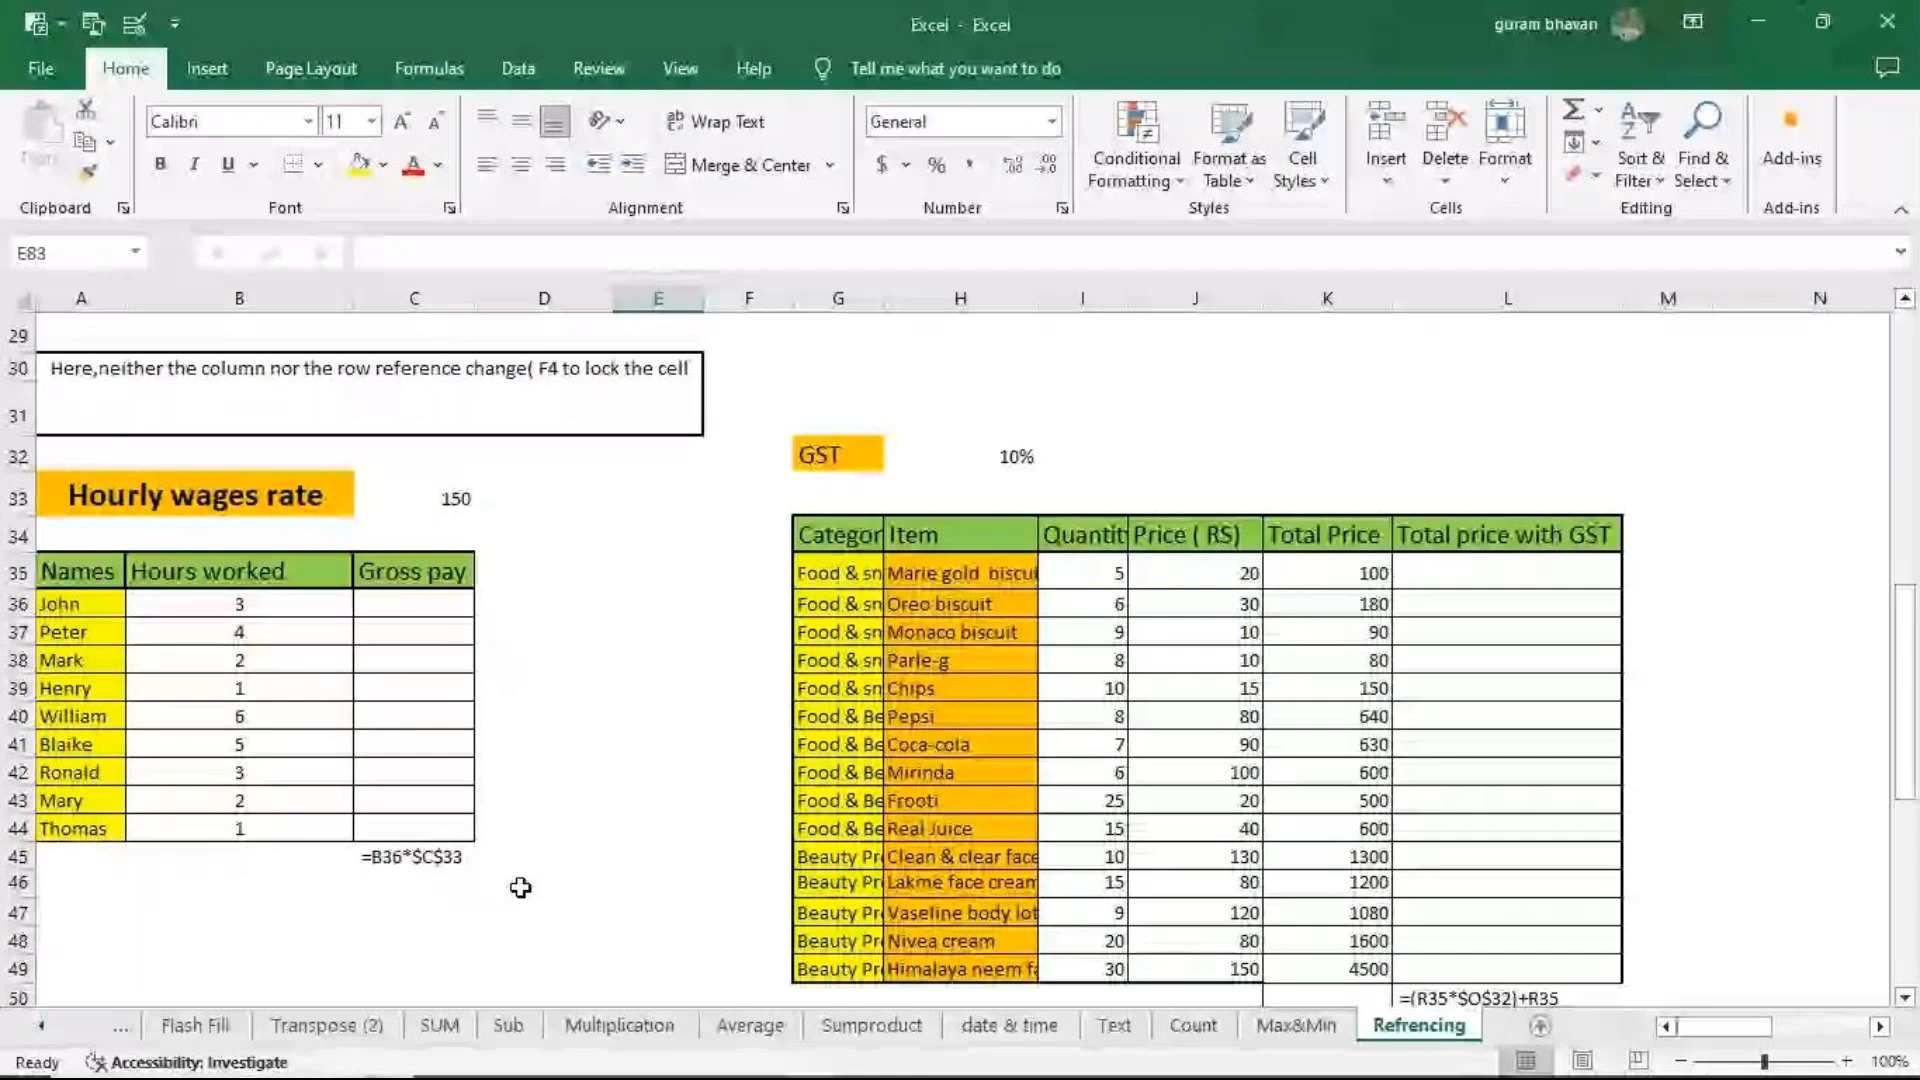 Excel - Excel
guram bhavan
File Home Insert Page Layout Formulas Data Review View Help Tell me what you want to do
Calibri 11 Wrap Text General
Merge & Center
Conditional Formatting Format as Table Cell Styles Insert Delete Format Sort & Filter Find & Select Add-ins
Clipboard Font Alignment Number Styles Cells Editing Add-ins
E83
A B C D E F G H I J K L M N
29
30 Here,neither the column nor the row reference change( F4 to lock the cell
31
32 GST 10%
33 Hourly wages rate 150
34 Categor Item Quantit Price ( RS) Total Price Total price with GST
35 Names Hours worked Gross pay Food & sn Marie gold biscui 5 20 100
36 John 3 Food & sn Oreo biscuit 6 30 180
37 Peter 4 Food & sn Monaco biscuit 9 10 90
38 Mark 2 Food & sn Parle-g 8 10 80
39 Henry 1 Food & sn Chips 10 15 150
40 William 6 Food & Be Pepsi 8 80 640
41 Blaike 5 Food & Be Coca-cola 7 90 630
42 Ronald 3 Food & Be Mirinda 6 100 600
43 Mary 2 Food & Be Frooti 25 20 500
44 Thomas 1 Food & Be Real Juice 15 40 600
45 =B36*$C$33 Beauty Pr Clean & clear face 10 130 1300
46 Beauty Pr Lakme face cream 15 80 1200
47 Beauty Pr Vaseline body lot 9 120 1080
48 Beauty Pr Nivea cream 20 80 1600
49 Beauty Pr Himalaya neem fa 30 150 4500
50 =(R35*$O$32)+R35
... Flash Fill Transpose (2) SUM Sub Multiplication Average Sumproduct date & time Text Count Max&Min Refrencing
Ready Accessibility: Investigate 100%